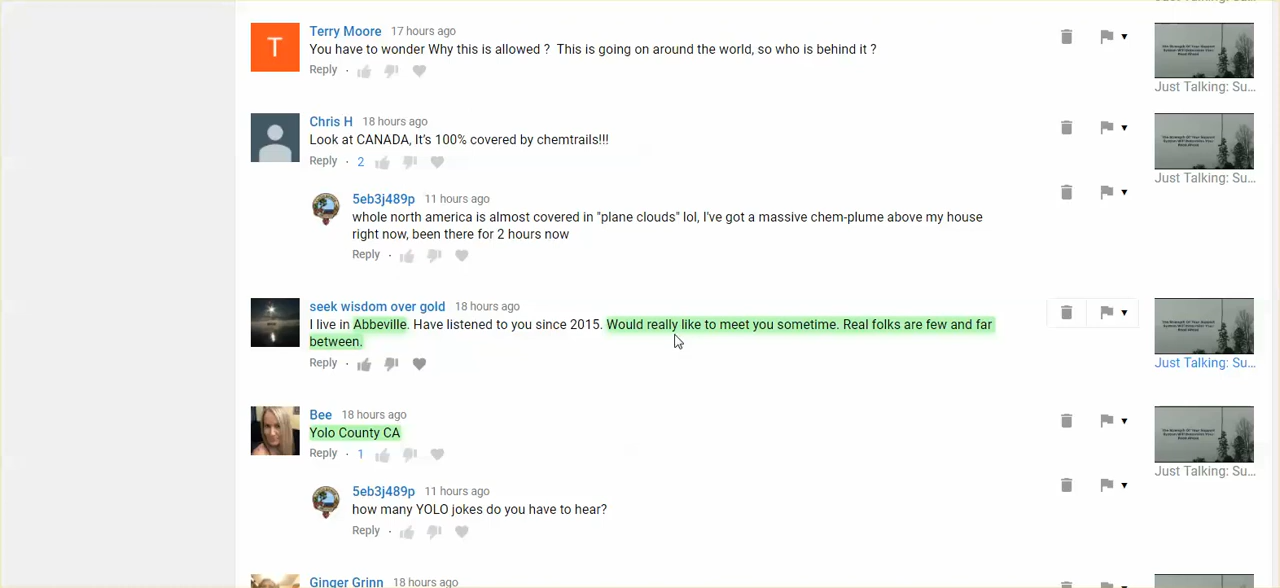 Terry Moore 17 hours ago
You have to wonder Why this is allowed ? This is going on around the world, so who is behind it ?
Reply ·
Chris H 18 hours ago
Look at CANADA, It's 100% covered by chemtrails!!!
Reply · 2
Just Talking: Su...
5eb3j489p 11 hours ago
whole north america is almost covered in "plane clouds" lol, I've got a massive chem-plume above my house
right now, been there for 2 hours now
Reply ·
Just Talking: Su...
seek wisdom over gold 18 hours ago
I live in Abbeville. Have listened to you since 2015. Would really like to meet you sometime. Real folks are few and far
between.
Reply ·
Just Talking: Su...
Bee 18 hours ago
Yolo County CA
Reply · 1
Just Talking: Su...
5eb3j489p 11 hours ago
how many YOLO jokes do you have to hear?
Reply ·
Ginger Grinn 18 hours ago